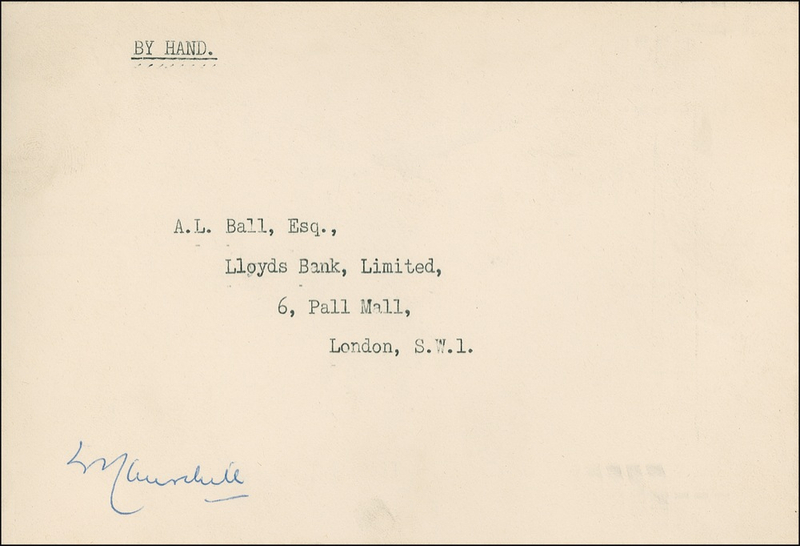 BY HAND.
A.L. Ball, Esq.,
Lloyds Bank, Limited,
6, Pall Mall,
London, S.W.1.
W Churchill